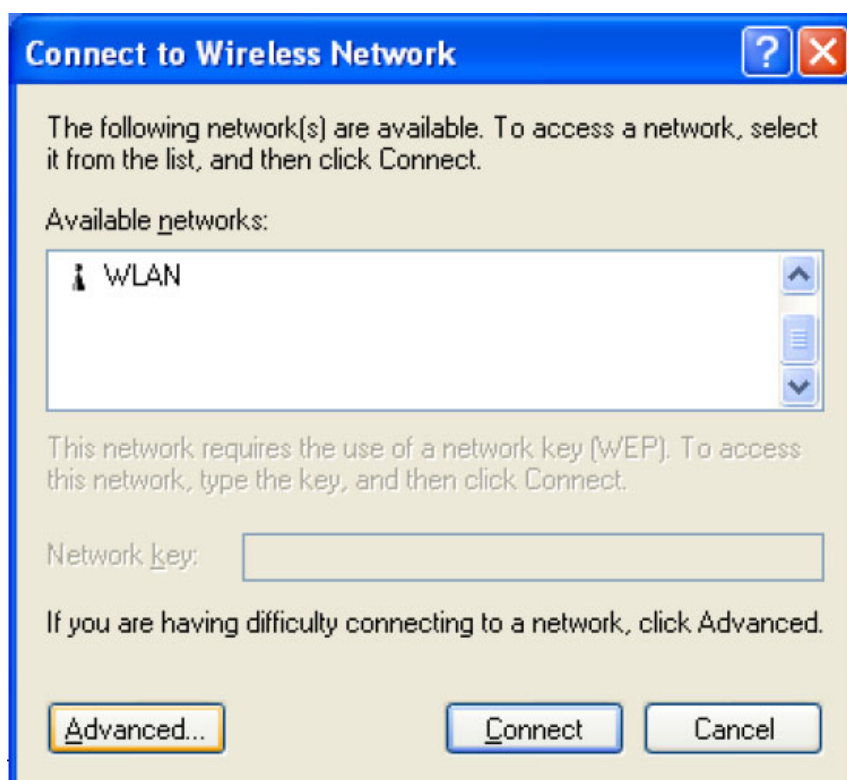 Connect to Wireless Network
The following network(s) are available. To access a network, select
it from the list, and then click Connect.
Available networks:
WLAN
This network requires the use of a network key (WEP). To access
this network, type the key, and then click Connect.
Network key:
If you are having difficulty connecting to a network, click Advanced.
Advanced... Connect Cancel